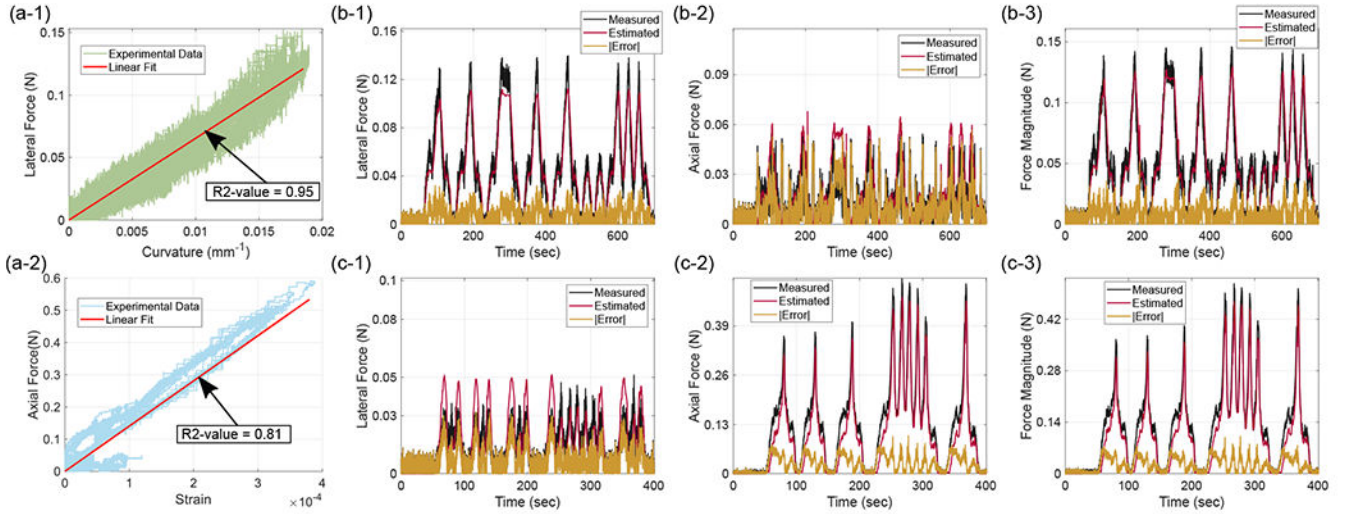 (a-1)
0.15
0.1
0.05
0
Lateral Force (N)
Experimental Data
Linear Fit
R2-value = 0.95
0 0.005 0.01 0.015 0.02
Curvature (mm⁻¹)
(b-1)
0.16
0.12
0.08
0.04
0
Lateral Force (N)
Measured
Estimated
|Error|
0 200 400 600
Time (sec)
(b-2)
0.09
0.06
0.03
0
Axial Force (N)
Measured
Estimated
|Error|
0 200 400 600
Time (sec)
(b-3)
0.15
0.1
0.05
0
Force Magnitude (N)
Measured
Estimated
|Error|
0 200 400 600
Time (sec)
(a-2)
0.6
0.5
0.4
0.3
0.2
0.1
0
Axial Force(N)
Experimental Data
Linear Fit
R2-value = 0.81
0 1 2 3 4
Strain
×10⁻⁴
(c-1)
0.1
0.08
0.05
0.03
0
Lateral Force (N)
Measured
Estimated
|Error|
0 100 200 300 400
Time (sec)
(c-2)
0.39
0.26
0.13
0
Axial Force (N)
Measured
Estimated
|Error|
0 100 200 300 400
Time (sec)
(c-3)
0.42
0.28
0.14
0
Force Magnitude (N)
Measured
Estimated
|Error|
0 100 200 300 400
Time (sec)